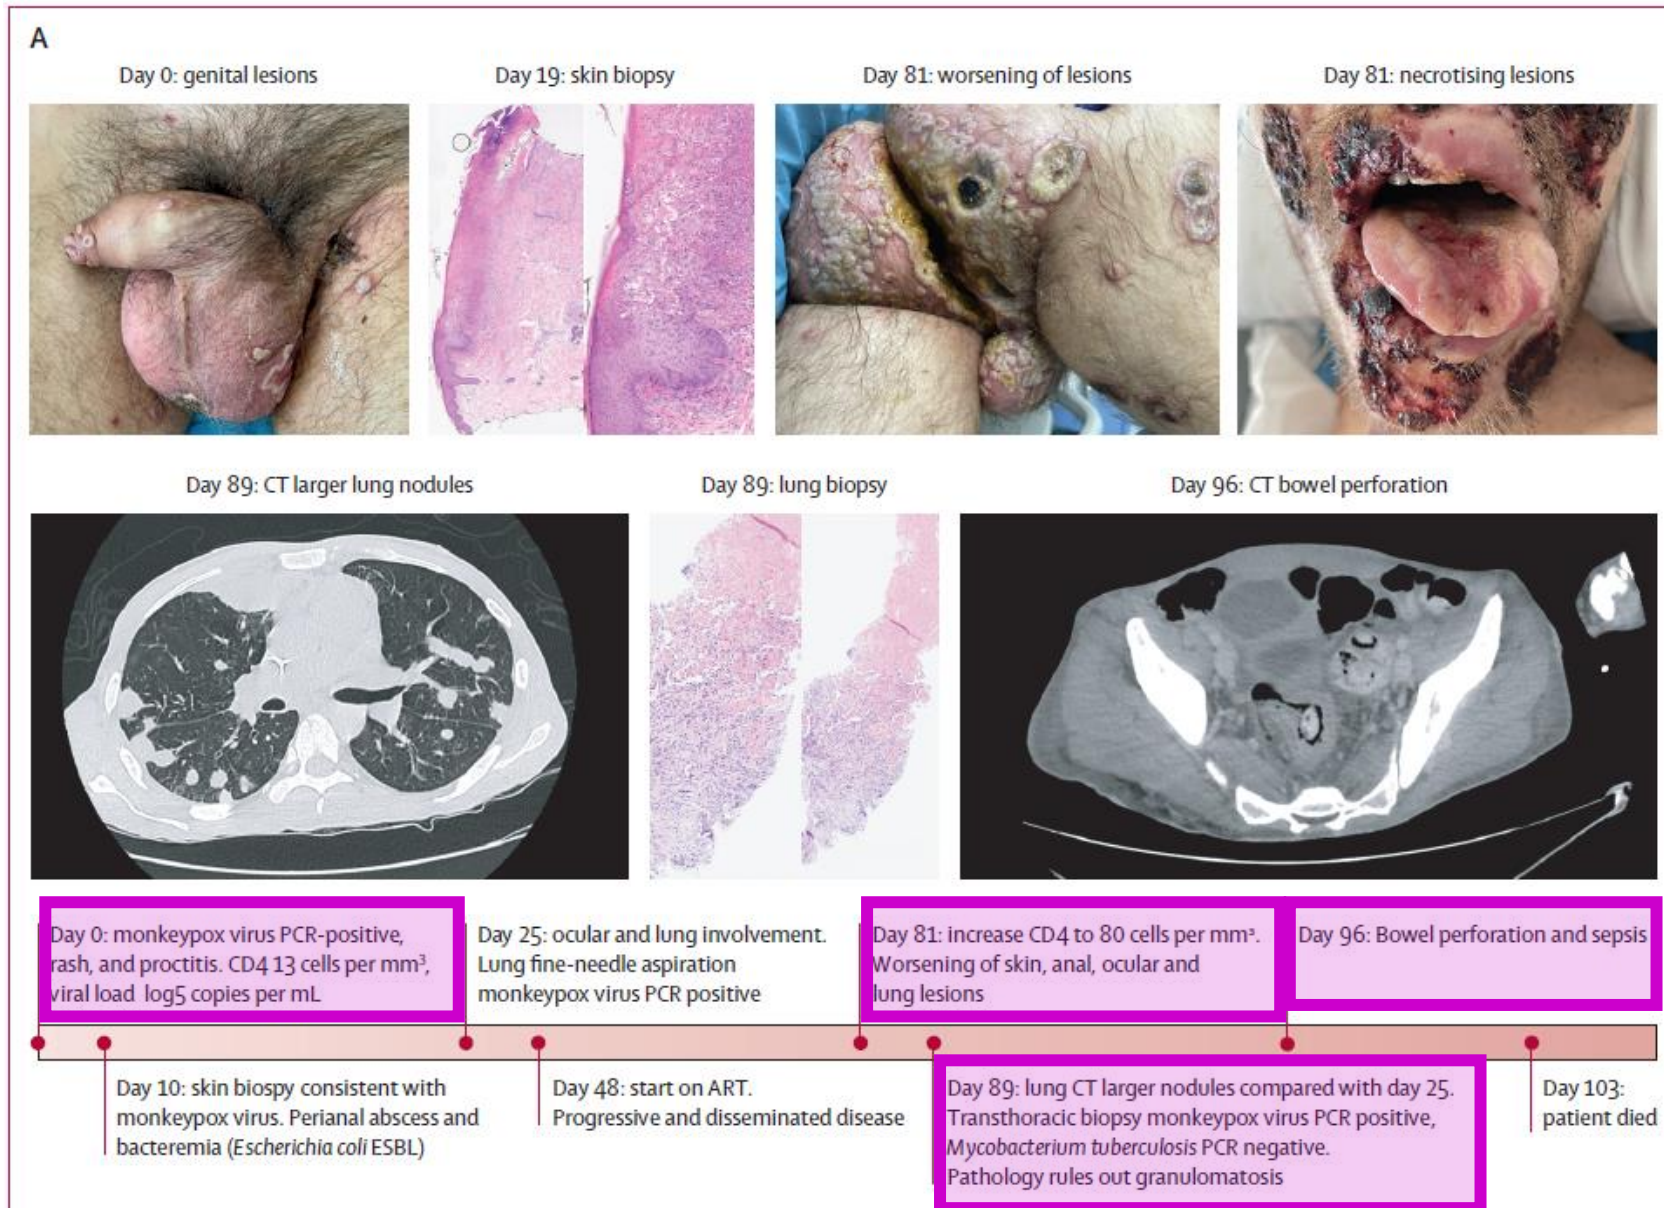 A
Day 0: genital lesions
Day 19: skin biopsy
Day 81: worsening of lesions
Day 81: necrotising lesions
Day 89: CT larger lung nodules
Day 89: lung biopsy
Day 96: CT bowel perforation
Day 0: monkeypox virus PCR-positive,
rash, and proctitis. CD4 13 cells per mm³,
viral load log5 copies per mL
Day 25: ocular and lung involvement.
Lung fine-needle aspiration
monkeypox virus PCR positive
Day 81: increase CD4 to 80 cells per mm³.
Worsening of skin, anal, ocular and
lung lesions
Day 96: Bowel perforation and sepsis
Day 10: skin biospy consistent with
monkeypox virus. Perianal abscess and
bacteremia (Escherichia coli ESBL)
Day 48: start on ART.
Progressive and disseminated disease
Day 89: lung CT larger nodules compared with day 25.
Transthoracic biopsy monkeypox virus PCR positive,
Mycobacterium tuberculosis PCR negative.
Pathology rules out granulomatosis
Day 103:
patient died